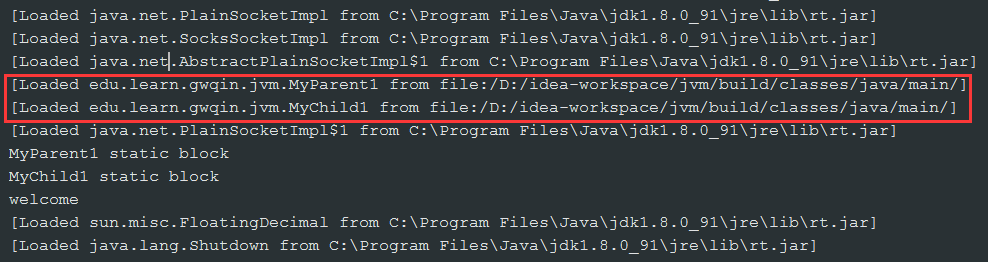 [Loaded java.net.PlainSocketImpl from C:\Program Files\Java\jdk1.8.0_91\jre\lib\rt.jar]
[Loaded java.net.SocksSocketImpl from C:\Program Files\Java\jdk1.8.0_91\jre\lib\rt.jar]
[Loaded java.net.AbstractPlainSocketImpl$1 from C:\Program Files\Java\jdk1.8.0_91\jre\lib\rt.jar]
[Loaded edu.learn.gwqin.jvm.MyParent1 from file:/D:/idea-workspace/jvm/build/classes/java/main/]
[Loaded edu.learn.gwqin.jvm.MyChild1 from file:/D:/idea-workspace/jvm/build/classes/java/main/]
[Loaded java.net.PlainSocketImpl$1 from C:\Program Files\Java\jdk1.8.0_91\jre\lib\rt.jar]
MyParent1 static block
MyChild1 static block
welcome
[Loaded sun.misc.FloatingDecimal from C:\Program Files\Java\jdk1.8.0_91\jre\lib\rt.jar]
[Loaded java.lang.Shutdown from C:\Program Files\Java\jdk1.8.0_91\jre\lib\rt.jar]